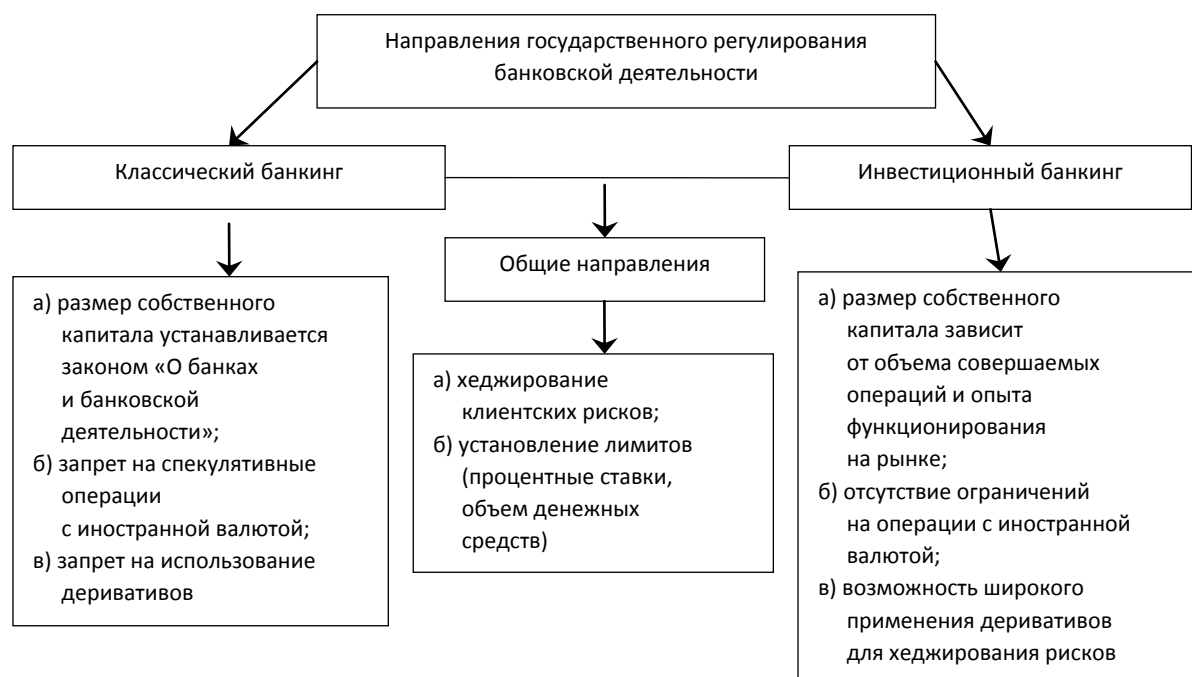 Направления государственного регулирования
банковской деятельности
Классический банкинг
Инвестиционный банкинг
Общие направления
а) размер собственного
капитала устанавливается
законом «О банках
и банковской
деятельности»;
б) запрет на спекулятивные
операции
с иностранной валютой;
в) запрет на использование
деривативов
а) хеджирование
клиентских рисков;
б) установление лимитов
(процентные ставки,
объем денежных
средств)
а) размер собственного
капитала зависит
от объема совершаемых
операций и опыта
функционирования
на рынке;
б) отсутствие ограничений
на операции с иностранной
валютой;
в) возможность широкого
применения деривативов
для хеджирования рисков